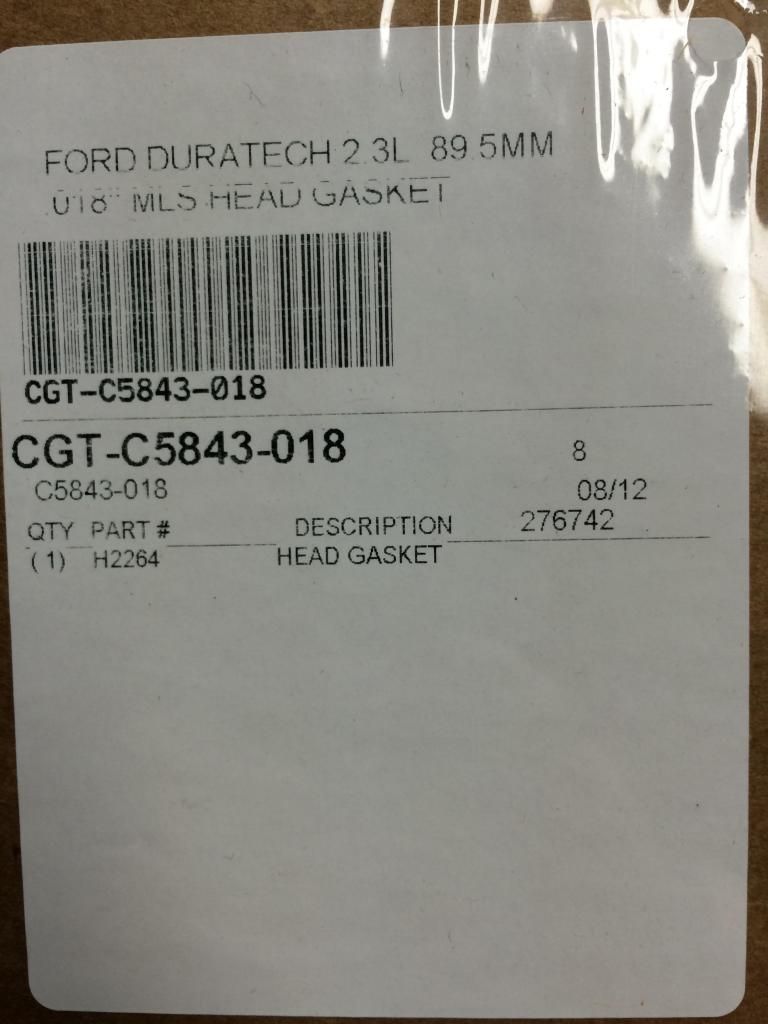 FORD DURATECH 2.3L 89.5MM
.018" MLS HEAD GASKET
CGT-C5843-018
CGT-C5843-018 8
C5843-018 08/12
QTY PART # DESCRIPTION 276742
( 1) H2264 HEAD GASKET